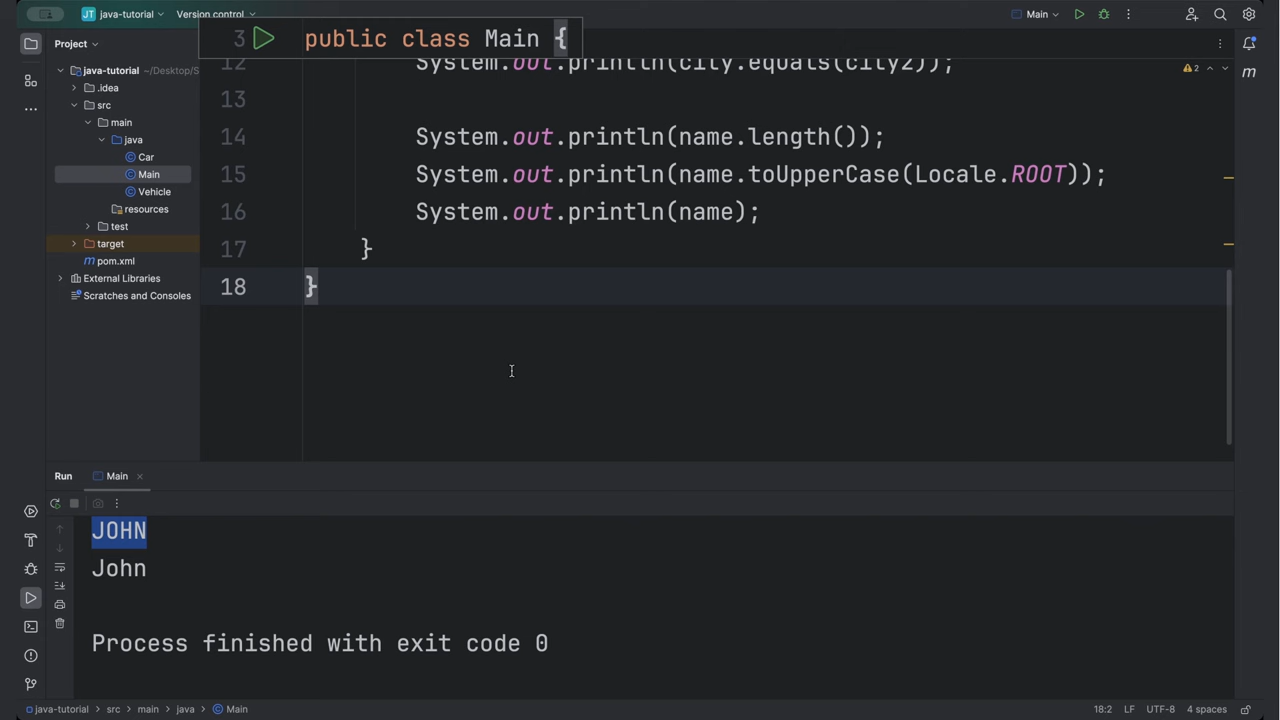 java-tutorial
Version control
Main
Project
3 public class Main {
java-tutorial ~/Desktop/S
12 System.out.println(city.equals(city2));
2
.idea
src
13
main
14 System.out.println(name.length());
java
Car
Main
15 System.out.println(name.toUpperCase(Locale.ROOT));
Vehicle
resources
16 System.out.println(name);
test
target
17 }
pom.xml
External Libraries
18 }
Scratches and Consoles
Run
Main
JOHN
John
Process finished with exit code 0
java-tutorial > src > main > java > Main
18:2 LF UTF-8 4 spaces